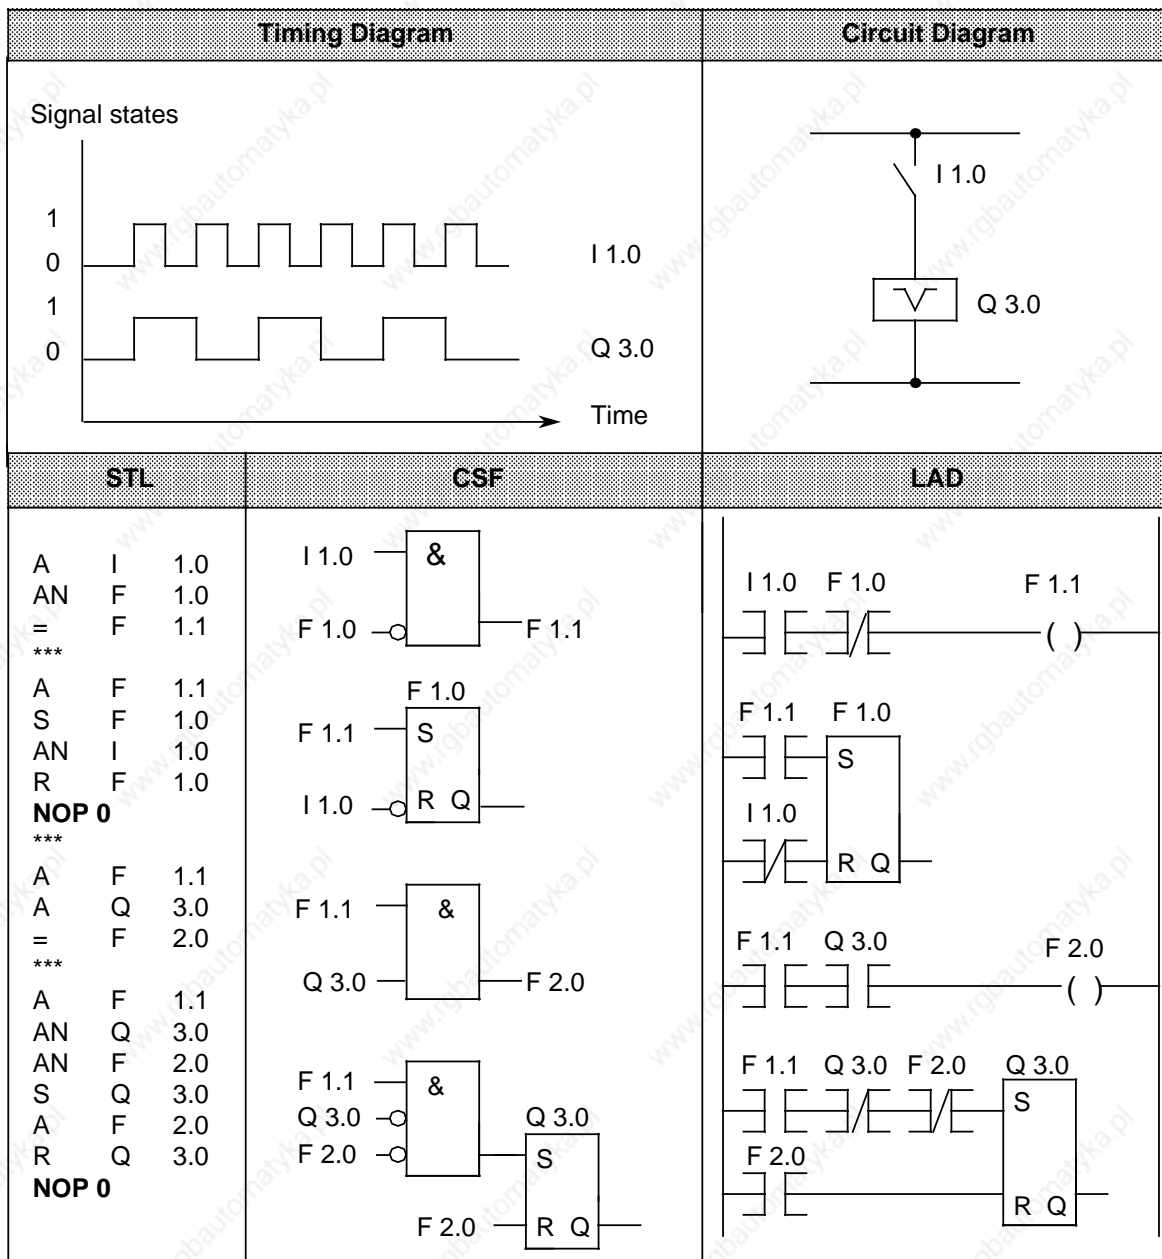 Timing Diagram
Circuit Diagram
Signal states
1
0
I 1.0
1
0
Q 3.0
Time
I 1.0
Q 3.0
STL
CSF
LAD
A I 1.0
AN F 1.0
= F 1.1
***
A F 1.1
S F 1.0
AN I 1.0
R F 1.0
NOP 0
***
A F 1.1
A Q 3.0
= F 2.0
***
A F 1.1
AN Q 3.0
AN F 2.0
S Q 3.0
A F 2.0
R Q 3.0
NOP 0
I 1.0 &
F 1.0 F 1.1
F 1.0
F 1.1 S
I 1.0 R Q
F 1.1 &
Q 3.0 F 2.0
F 1.1 &
Q 3.0 Q 3.0
F 2.0 S
F 2.0 R Q
I 1.0 F 1.0 F 1.1
( )
F 1.1 F 1.0
S
I 1.0
R Q
F 1.1 Q 3.0 F 2.0
( )
F 1.1 Q 3.0 F 2.0 Q 3.0
S
F 2.0
R Q
www.rgbautomatyka.pl